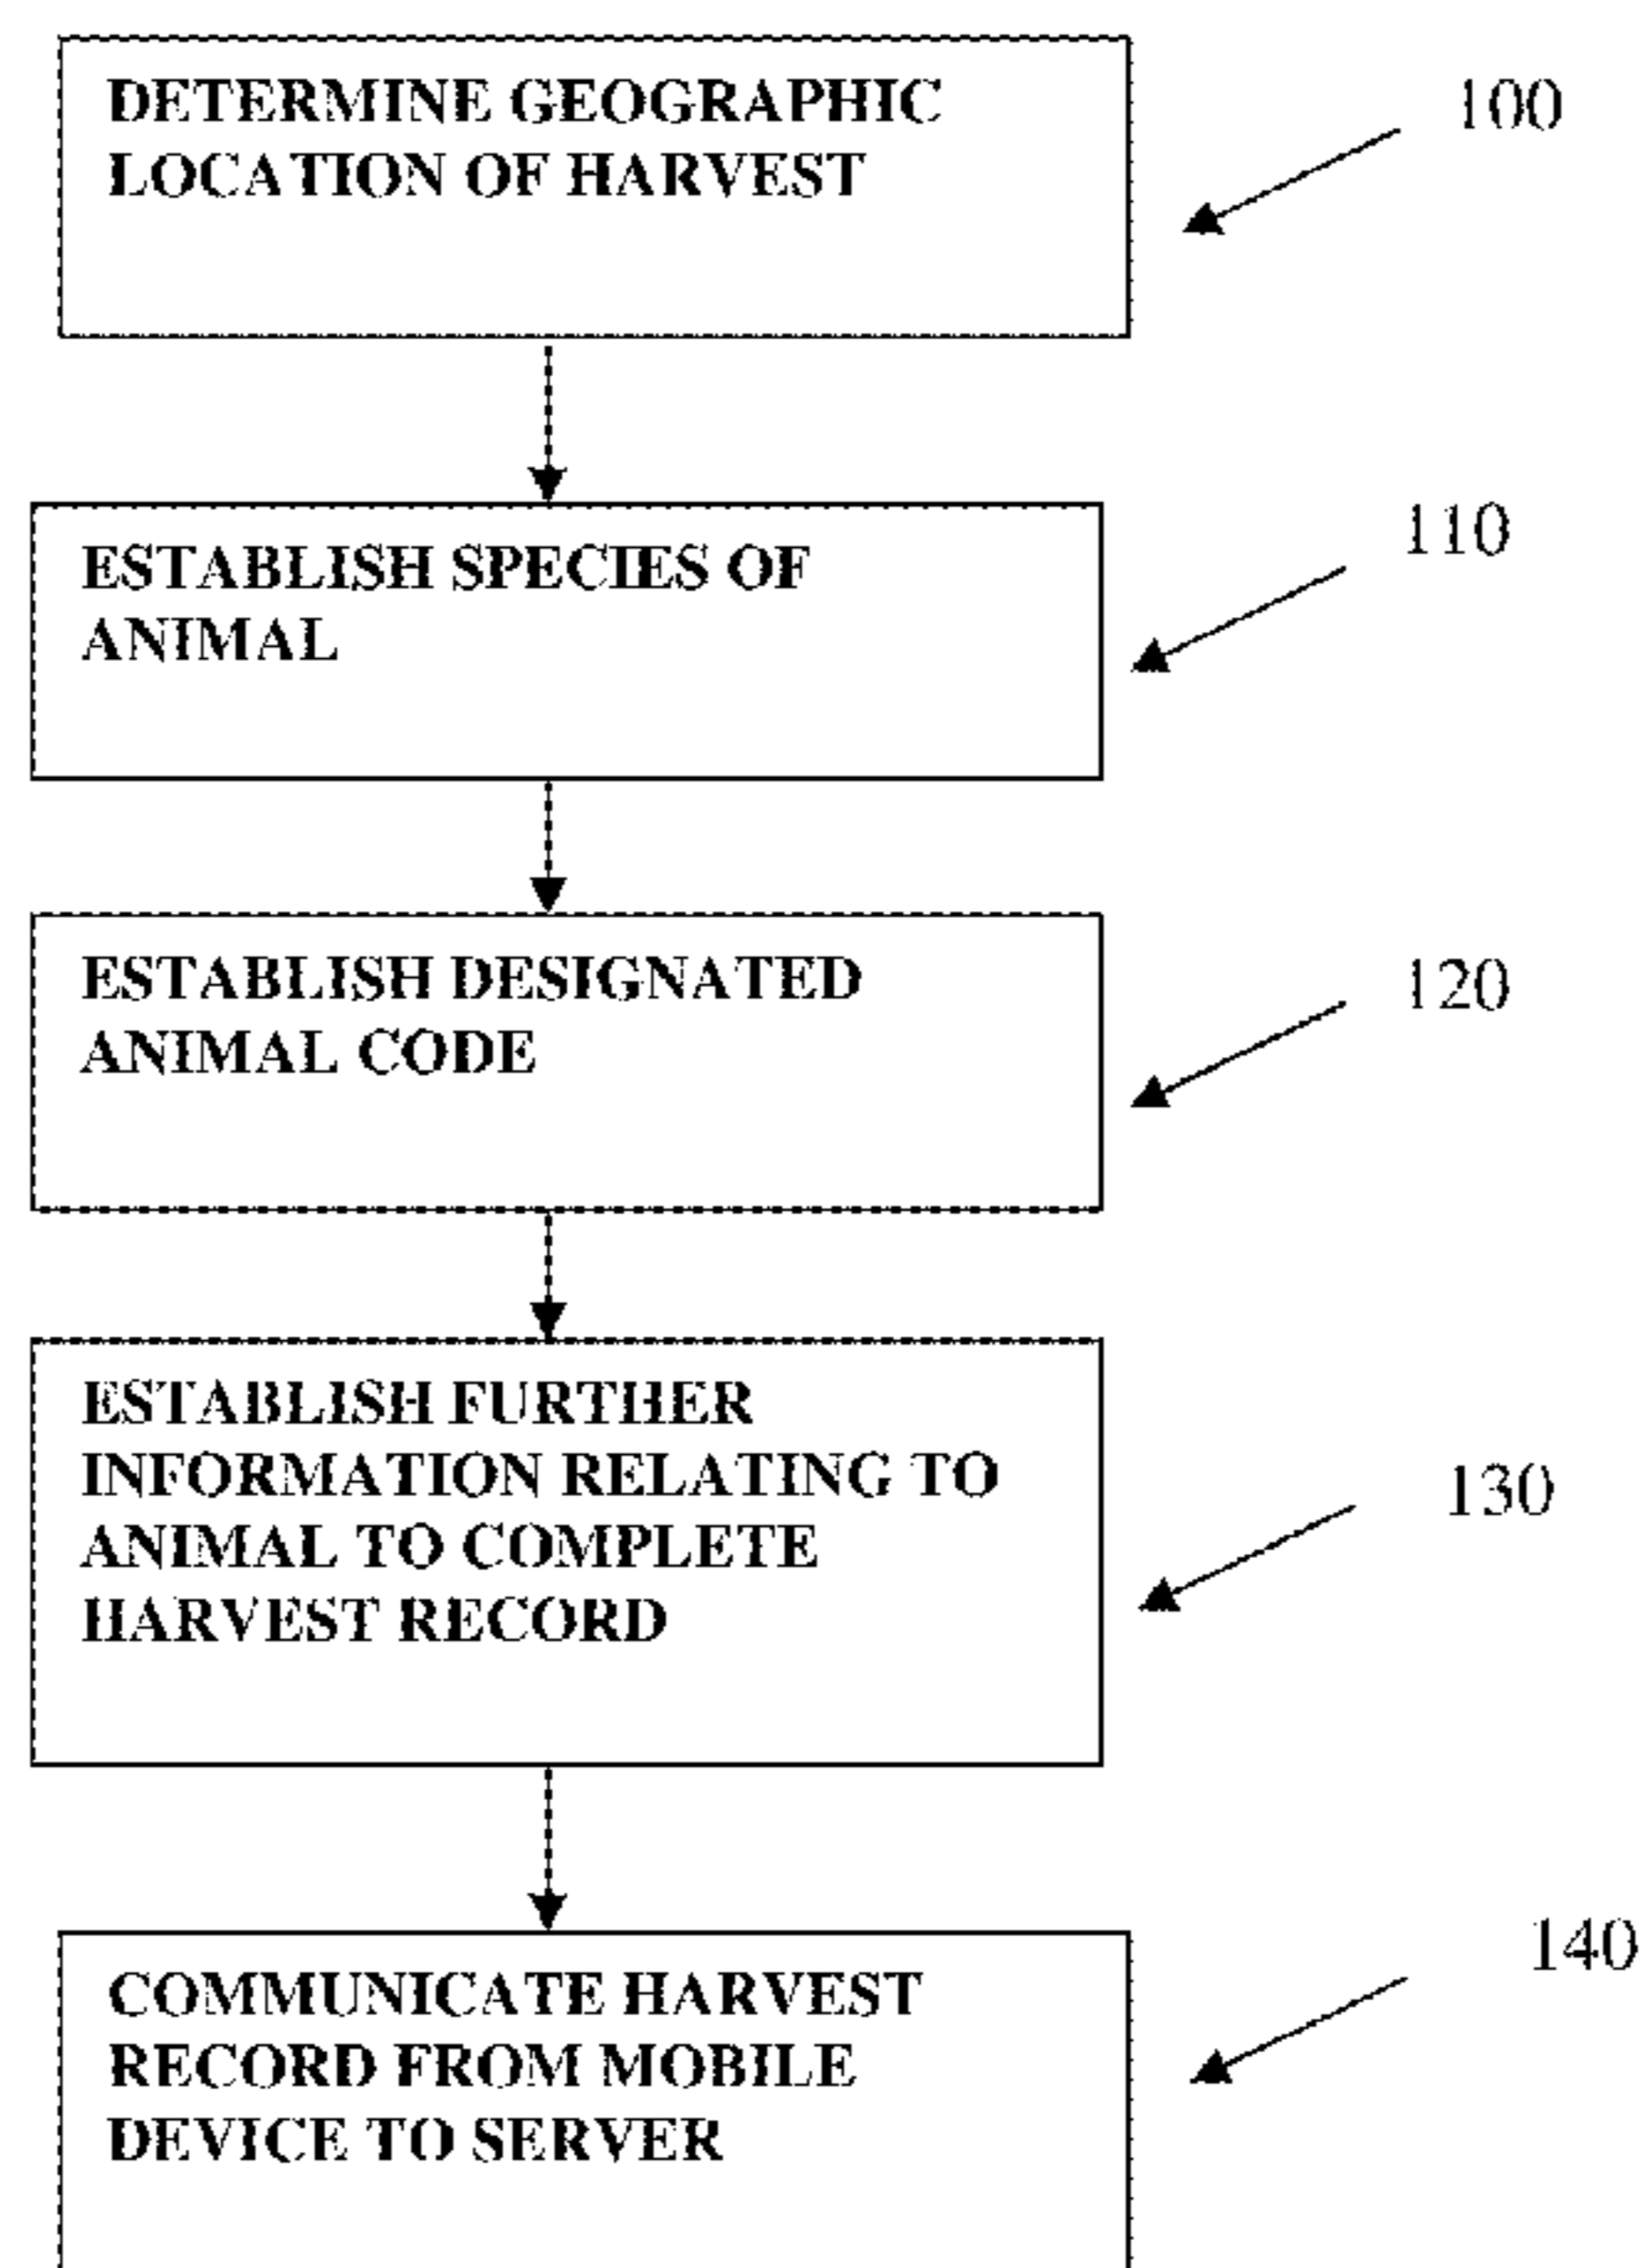 DETERMINE GEOGRAPHIC
LOCATION OF HARVEST
100
ESTABLISH SPECIES OF
ANIMAL
110
ESTABLISH DESIGNATED
ANIMAL CODE
120
ESTABLISH FURTHER
INFORMATION RELATING TO
ANIMAL TO COMPLETE
HARVEST RECORD
130
COMMUNICATE HARVEST
RECORD FROM MOBILE
DEVICE TO SERVER
140